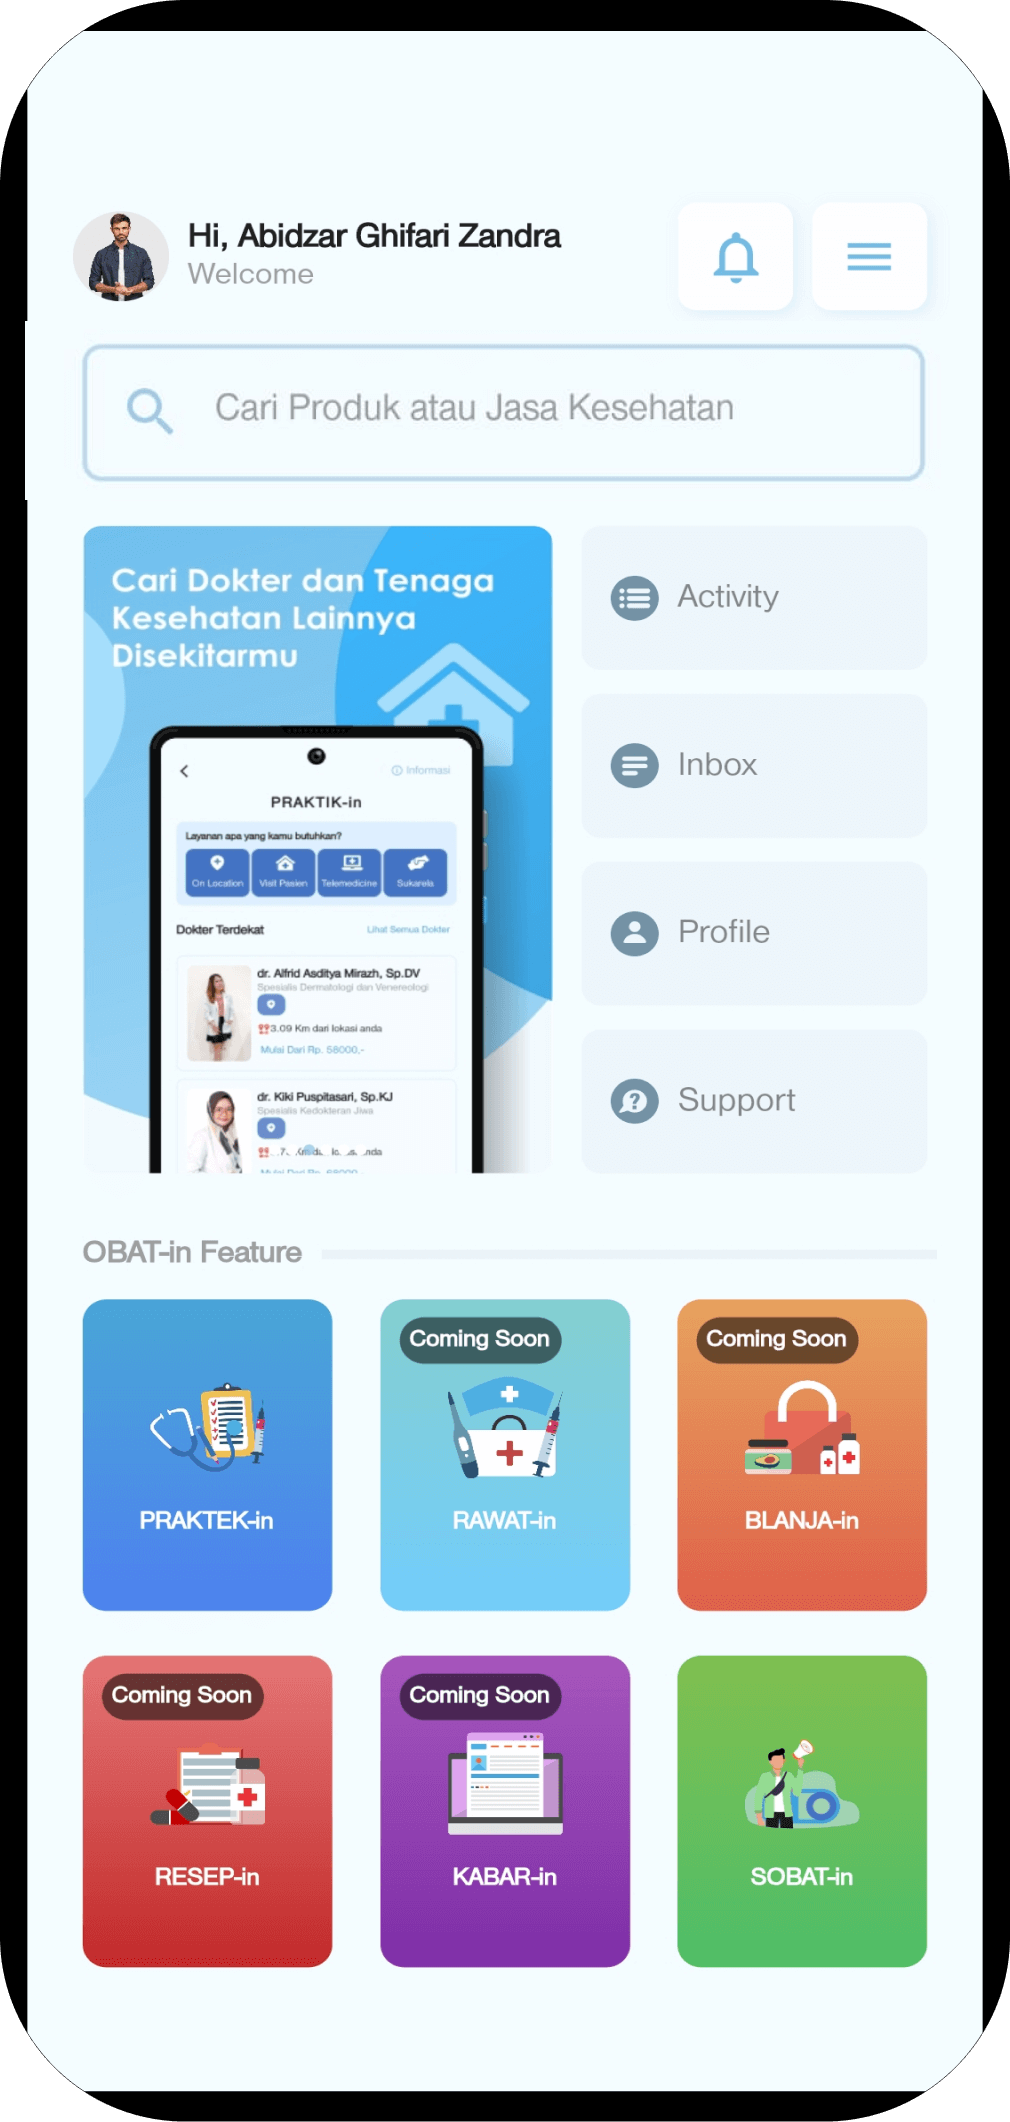 Hi, Abidzar Ghifari Zandra
Welcome
Cari Produk atau Jasa Kesehatan
Cari Dokter dan Tenaga
Kesehatan Lainnya
Disekitarmu
Informasi
PRAKTIK-in
Layanan apa yang kamu butuhkan?
On Location
Visit Pasien
Telemedicine
Sukarela
Dokter Terdekat
Lihat Semua Dokter
dr. Alfrid Asditya Mirazh, Sp.DV
Spesialis Dermatologi dan Venereologi
3.09 Km dari lokasi anda
Mulai Dari Rp. 58000,-
dr. Kiki Puspitasari, Sp.KJ
Spesialis Kedokteran Jiwa
Mulai Dari Rp. 68000,-
Activity
Inbox
Profile
Support
OBAT-in Feature
PRAKTEK-in
Coming Soon
RAWAT-in
Coming Soon
BLANJA-in
Coming Soon
RESEP-in
Coming Soon
KABAR-in
SOBAT-in